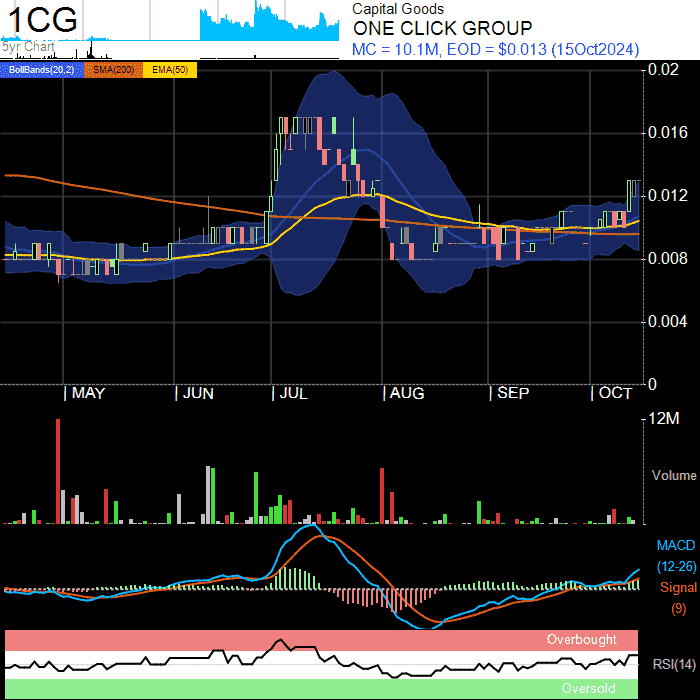 1CG
5yr Chart
Capital Goods
ONE CLICK GROUP
MC = 10.1M, EOD = $0.013 (15Oct2024)
BollBands(20,2) SMA(200) EMA(50)
0.02
0.016
0.012
0.008
0.004
0
MAY JUN JUL AUG SEP OCT
12M
Volume
MACD
(12-26)
Signal
(9)
Overbought
RSI(14)
Oversold